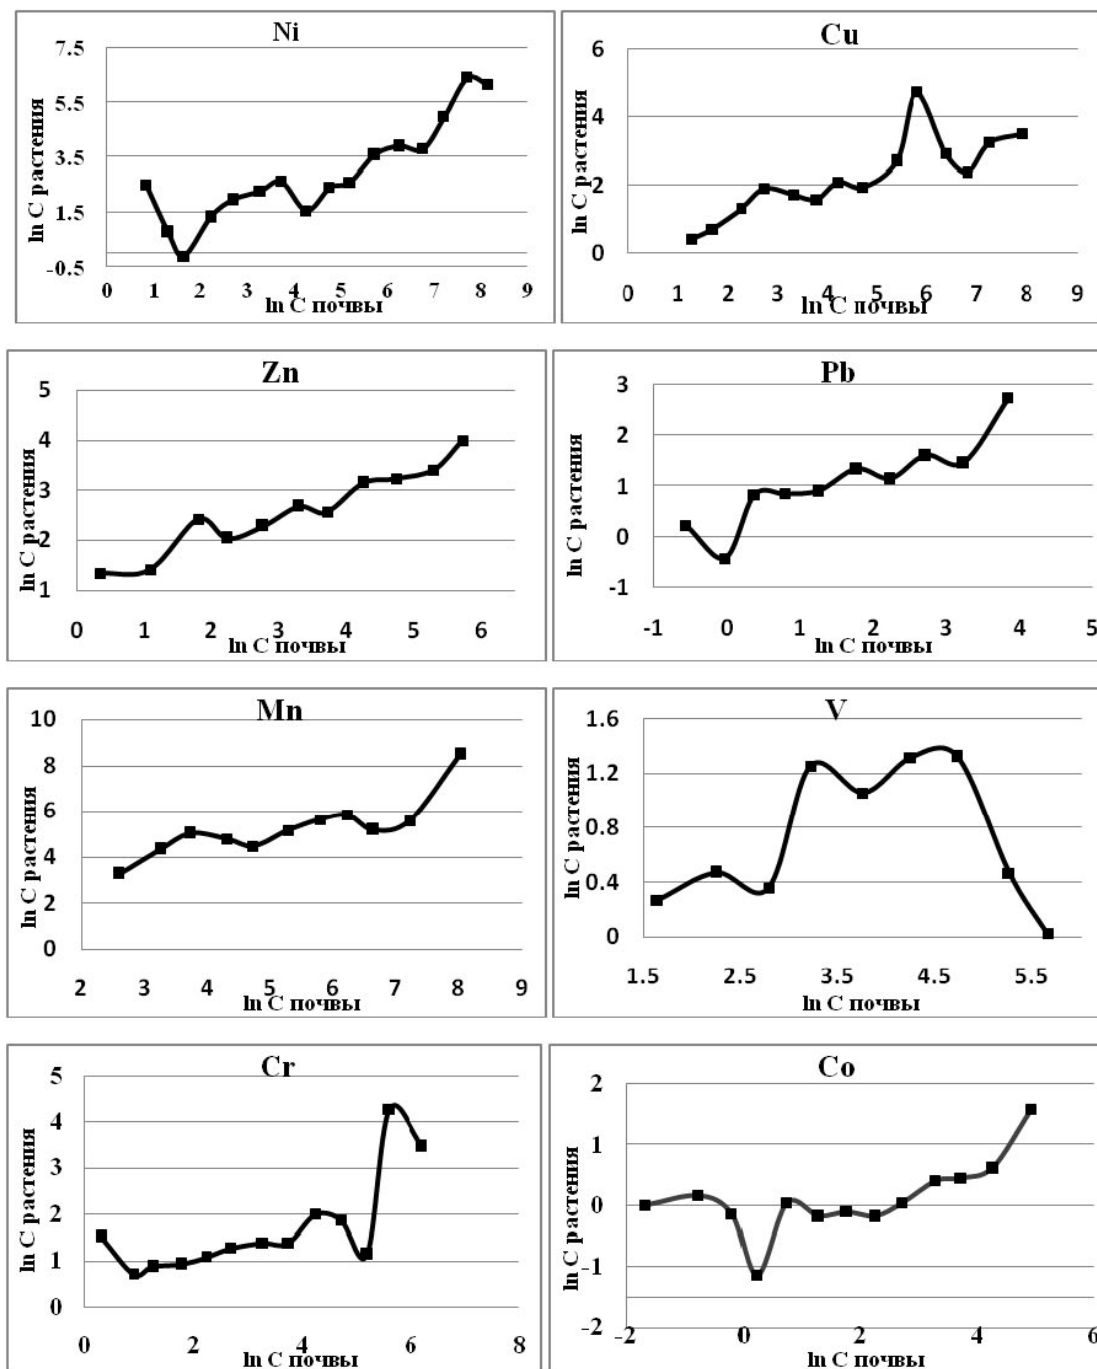 Ni
7.5
5.5
3.5
1.5
-0.5
ln C растения
0 1 2 3 4 5 6 7 8 9
ln C почвы
Cu
6
4
2
0
ln C растения
0 1 2 3 4 5 6 7 8 9
ln C почвы
Zn
5
4
3
2
1
ln C растения
0 1 2 3 4 5 6
ln C почвы
Pb
3
2
1
0
-1
ln C растения
-1 0 1 2 3 4 5
ln C почвы
Mn
10
8
6
4
2
0
ln C растения
2 3 4 5 6 7 8 9
ln C почвы
V
1.6
1.2
0.8
0.4
0
ln C растения
1.5 2.5 3.5 4.5 5.5
ln C почвы
Cr
5
4
3
2
1
0
ln C растения
0 2 4 6 8
ln C почвы
Co
2
1
0
-1
-2
ln C растения
-2 0 2 4 6
ln C почвы